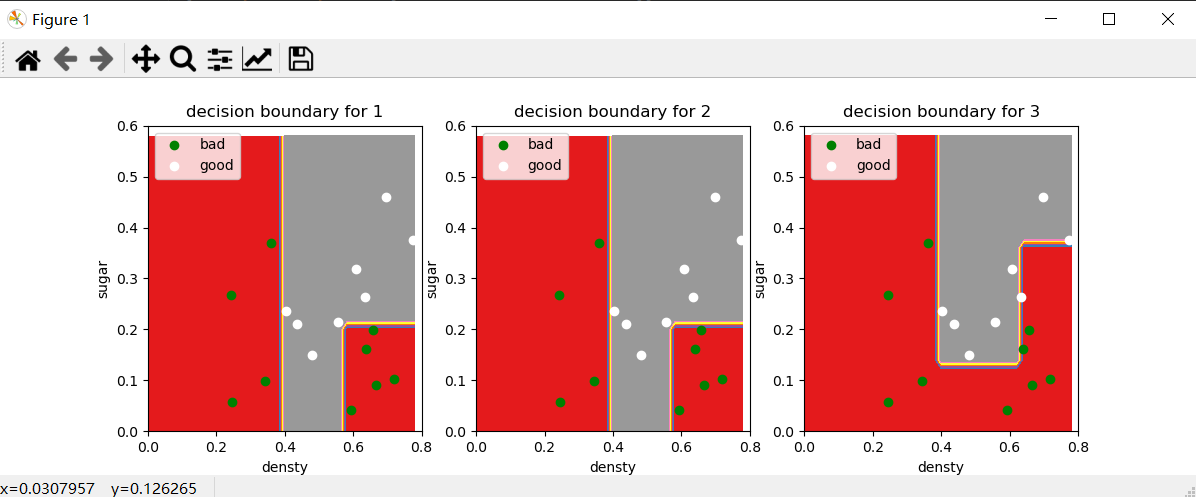 Figure 1
decision boundary for 1
0.6
0.5
0.4
0.3
0.2
0.1
0.0
sugar
bad
good
0.0 0.2 0.4 0.6 0.8
densty
decision boundary for 2
0.6
0.5
0.4
0.3
0.2
0.1
0.0
sugar
bad
good
0.0 0.2 0.4 0.6 0.8
densty
decision boundary for 3
0.6
0.5
0.4
0.3
0.2
0.1
0.0
sugar
bad
good
0.0 0.2 0.4 0.6 0.8
densty
x=0.0307957 y=0.126265